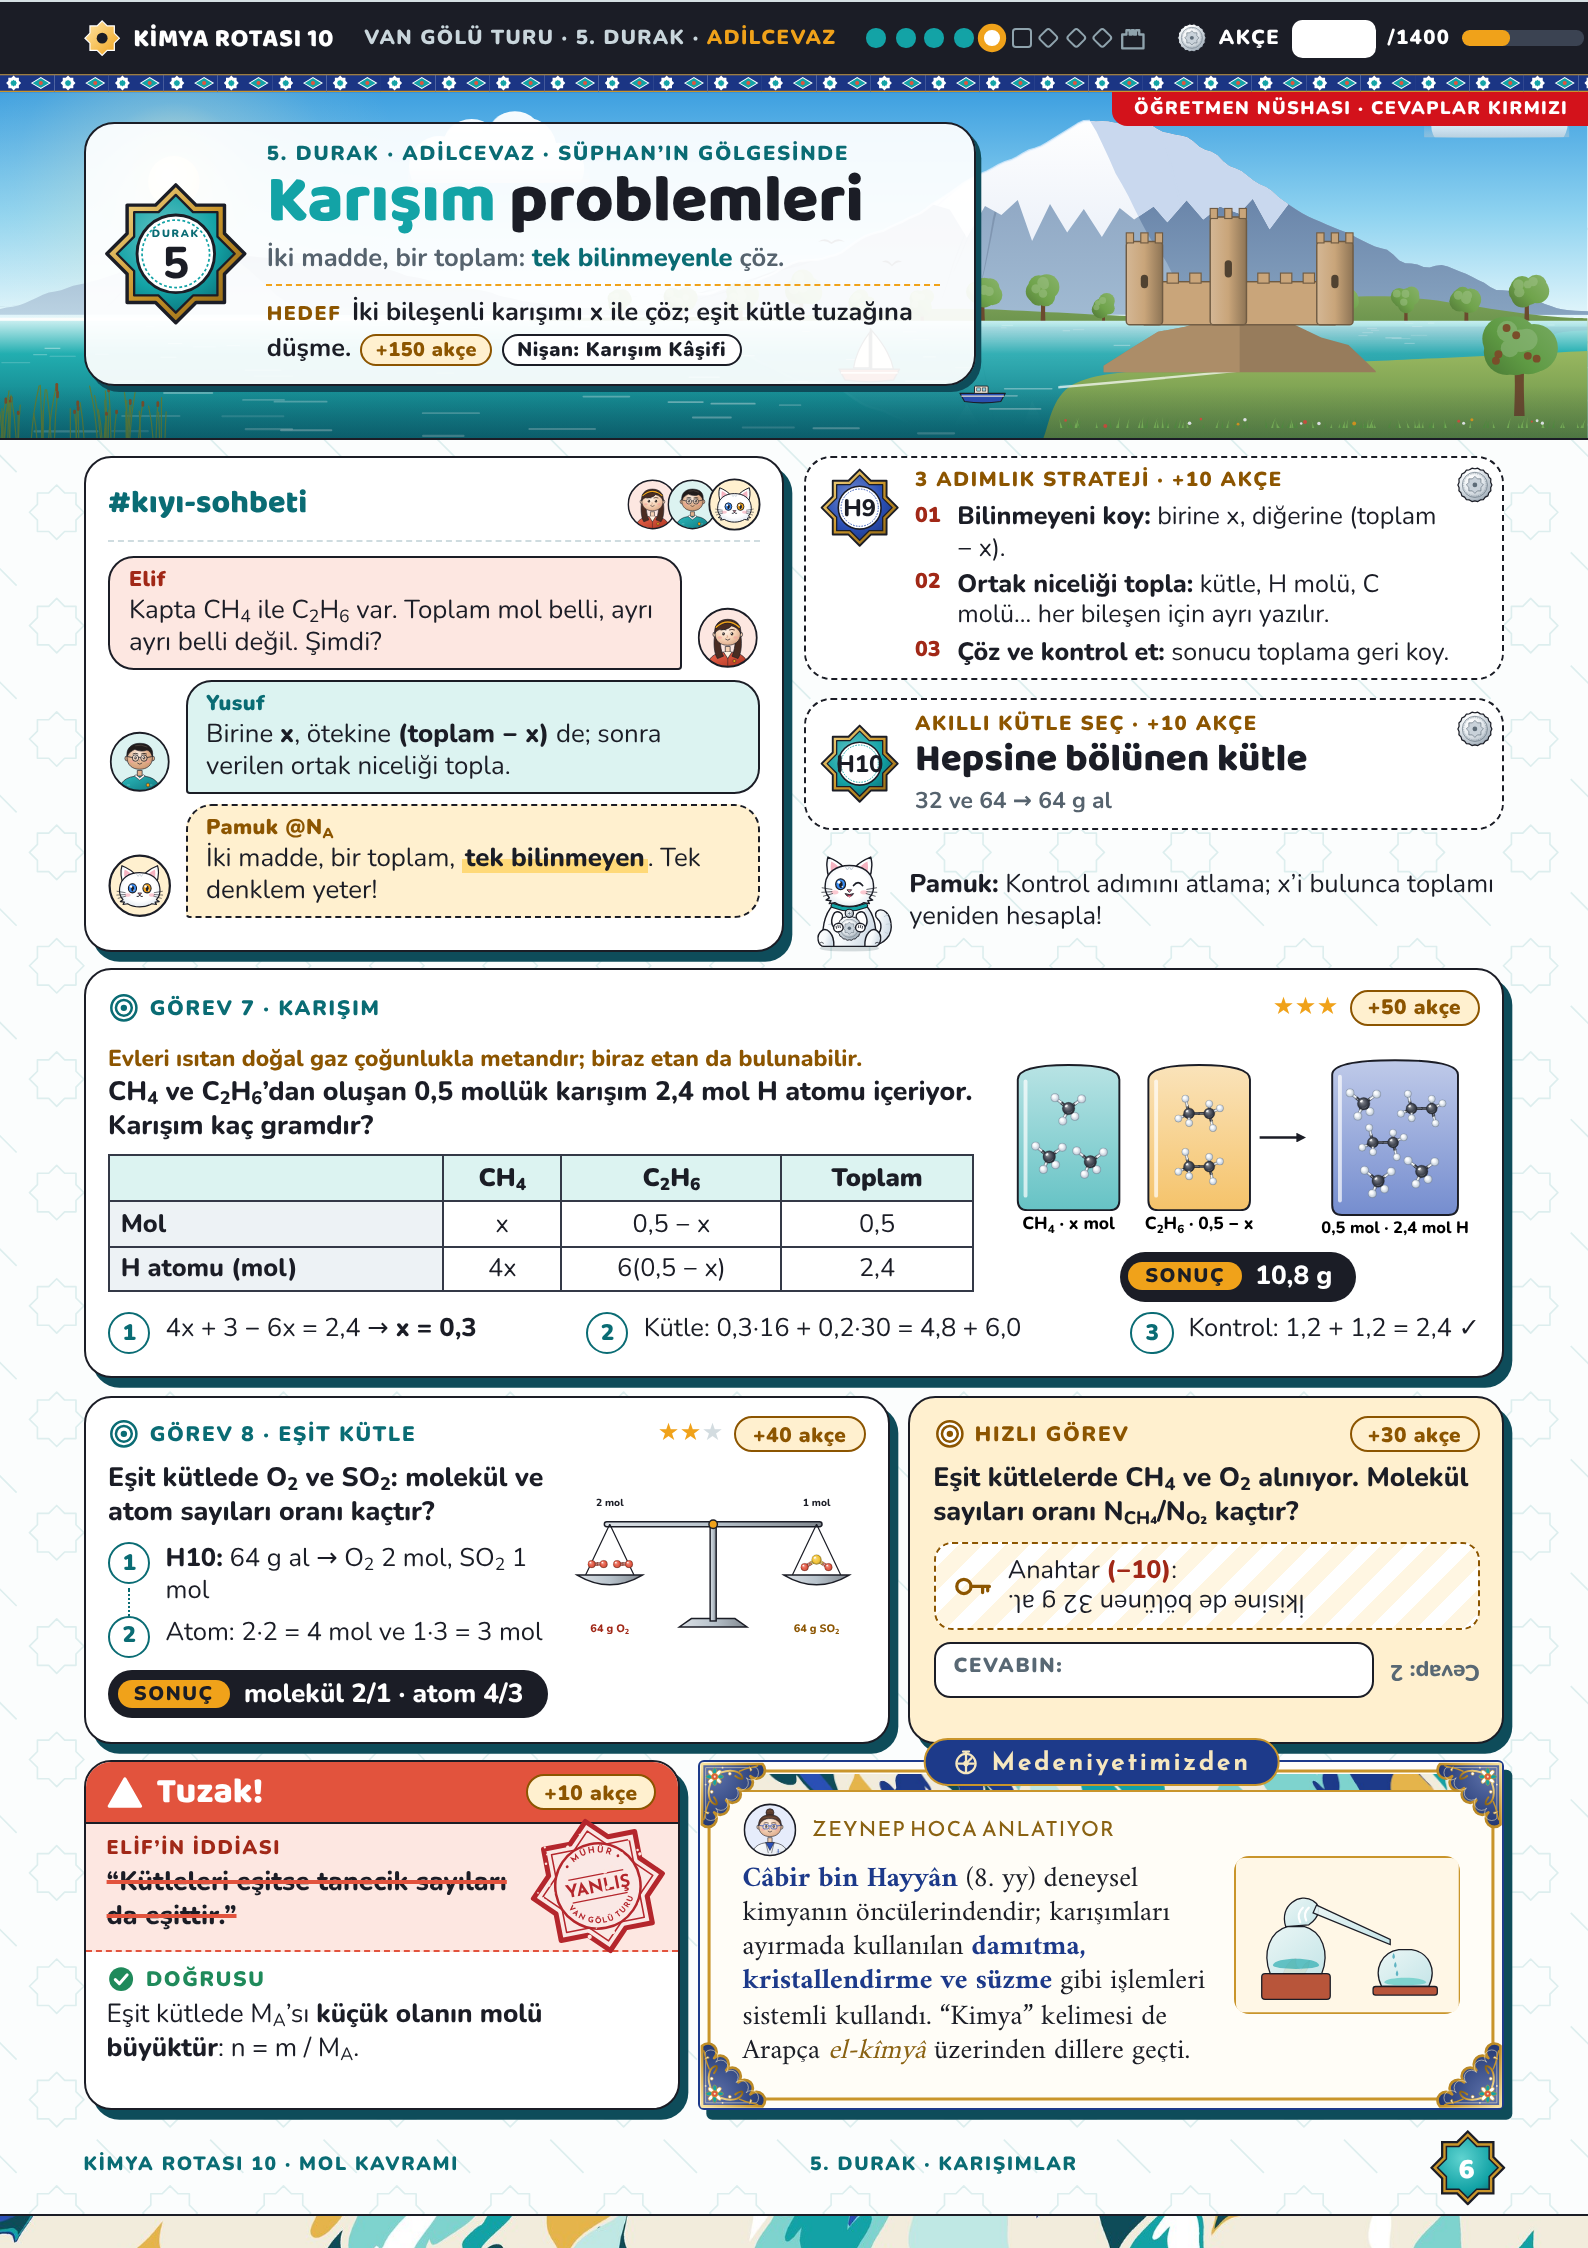 KİMYA ROTASI 10 VAN GÖLÜ TURU · 5. DURAK · ADİLCEVAZ AKÇE /1400
ÖĞRETMEN NÜSHASI · CEVAPLAR KIRMIZI
5. DURAK · ADİLCEVAZ · SÜPHAN’IN GÖLGESİNDE
DURAK
5
Karışım problemleri
İki madde, bir toplam: tek bilinmeyenle çöz.
HEDEF İki bileşenli karışımı x ile çöz; eşit kütle tuzağına
düşme. +150 akçe Nişan: Karışım Kâşifi
#kıyı-sohbeti
Elif
Kapta CH₄ ile C₂H₆ var. Toplam mol belli, ayrı
ayrı belli değil. Şimdi?
Yusuf
Birine x, ötekine (toplam − x) de; sonra
verilen ortak niceliği topla.
Pamuk @N_A
İki madde, bir toplam, tek bilinmeyen. Tek
denklem yeter!
H9
3 ADIMLIK STRATEJİ · +10 AKÇE
01 Bilinmeyeni koy: birine x, diğerine (toplam
− x).
02 Ortak niceliği topla: kütle, H molü, C
molü... her bileşen için ayrı yazılır.
03 Çöz ve kontrol et: sonucu toplama geri koy.
H10
AKILLI KÜTLE SEÇ · +10 AKÇE
Hepsine bölünen kütle
32 ve 64 → 64 g al
Pamuk: Kontrol adımını atlama; x’i bulunca toplamı
yeniden hesapla!
GÖREV 7 · KARIŞIM ★★★ +50 akçe
Evleri ısıtan doğal gaz çoğunlukla metandır; biraz etan da bulunabilir.
CH₄ ve C₂H₆’dan oluşan 0,5 mollük karışım 2,4 mol H atomu içeriyor.
Karışım kaç gramdır?
CH₄ C₂H₆ Toplam
Mol x 0,5 − x 0,5
H atomu (mol) 4x 6(0,5 − x) 2,4
CH₄ · x mol C₂H₆ · 0,5 − x 0,5 mol · 2,4 mol H
SONUÇ 10,8 g
1 4x + 3 − 6x = 2,4 → x = 0,3
2 Kütle: 0,3·16 + 0,2·30 = 4,8 + 6,0
3 Kontrol: 1,2 + 1,2 = 2,4 ✓
GÖREV 8 · EŞİT KÜTLE ★★★ +40 akçe
Eşit kütlede O₂ ve SO₂: molekül ve
atom sayıları oranı kaçtır?
1 H10: 64 g al → O₂ 2 mol, SO₂ 1
mol
2 Atom: 2·2 = 4 mol ve 1·3 = 3 mol
2 mol 1 mol
64 g O₂ 64 g SO₂
SONUÇ molekül 2/1 · atom 4/3
HIZLI GÖREV +30 akçe
Eşit kütlelerde CH₄ ve O₂ alınıyor. Molekül
sayıları oranı N_CH₄/N_O₂ kaçtır?
Anahtar (−10):
İkisine de bölünen 32 g al.
CEVABIN:
Cevap: 2
Tuzak! +10 akçe
ELİF’İN İDDİASI
“Kütleleri eşitse tanecik sayıları
da eşittir.”
MÜHÜR
YANLIŞ
VAN GÖLÜ TURU
DOĞRUSU
Eşit kütlede M_A’sı küçük olanın molü
büyüktür: n = m / M_A.
Medeniyetimizden
ZEYNEP HOCA ANLATIYOR
Câbir bin Hayyân (8. yy) deneysel
kimyanın öncülerindendir; karışımları
ayırmada kullanılan damıtma,
kristallendirme ve süzme gibi işlemleri
sistemli kullandı. “Kimya” kelimesi de
Arapça el-kîmyâ üzerinden dillere geçti.
KİMYA ROTASI 10 · MOL KAVRAMI 5. DURAK · KARIŞIMLAR 6